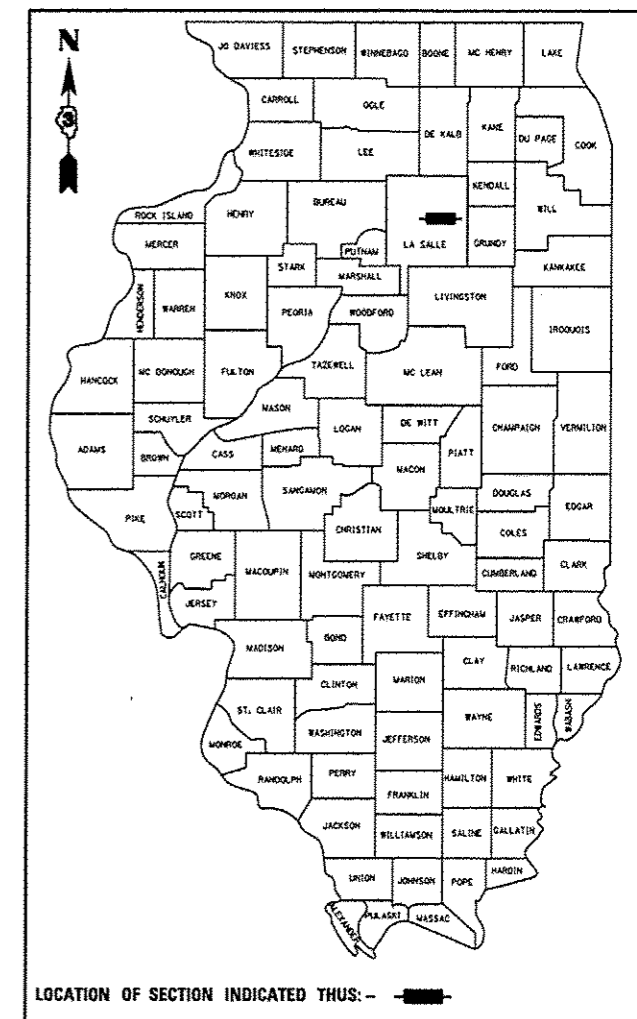 N
3
JO DAVIESS STEPHENSON WINNEBAGO BOONE MC HENRY LAKE
CARROLL OGLE DE KALB KANE DU PAGE COOK
WHITESIDE LEE
KENDALL WILL
ROCK ISLAND HENRY BUREAU LA SALLE GRUNDY
MERCER PUTNAM
STARK MARSHALL KANKAKEE
HENDERSON WARREN KNOX PEORIA WOODFORD LIVINGSTON
IROQUOIS
HANCOCK MC DONOUGH FULTON TAZEWELL MC LEAN FORD
MASON
SCHUYLER LOGAN DE WITT CHAMPAIGN VERMILION
ADAMS BROWN CASS MENARD PIATT
MACON
MORGAN SANGAMON DOUGLAS EDGAR
PIKE SCOTT CHRISTIAN MOULTRIE COLES
GREENE SHELBY
CALHOUN MACOUPIN MONTGOMERY CUMBERLAND CLARK
JERSEY FAYETTE EFFINGHAM JASPER CRAWFORD
MADISON BOND
CLAY RICHLAND LAWRENCE
CLINTON MARION
ST. CLAIR WAYNE EDWARDS WABASH
WASHINGTON JEFFERSON
MONROE
RANDOLPH PERRY HAMILTON WHITE
FRANKLIN
JACKSON WILLIAMSON SALINE GALLATIN
UNION JOHNSON POPE HARDIN
ALEXANDER PULASKI MASSAC
LOCATION OF SECTION INDICATED THUS: -